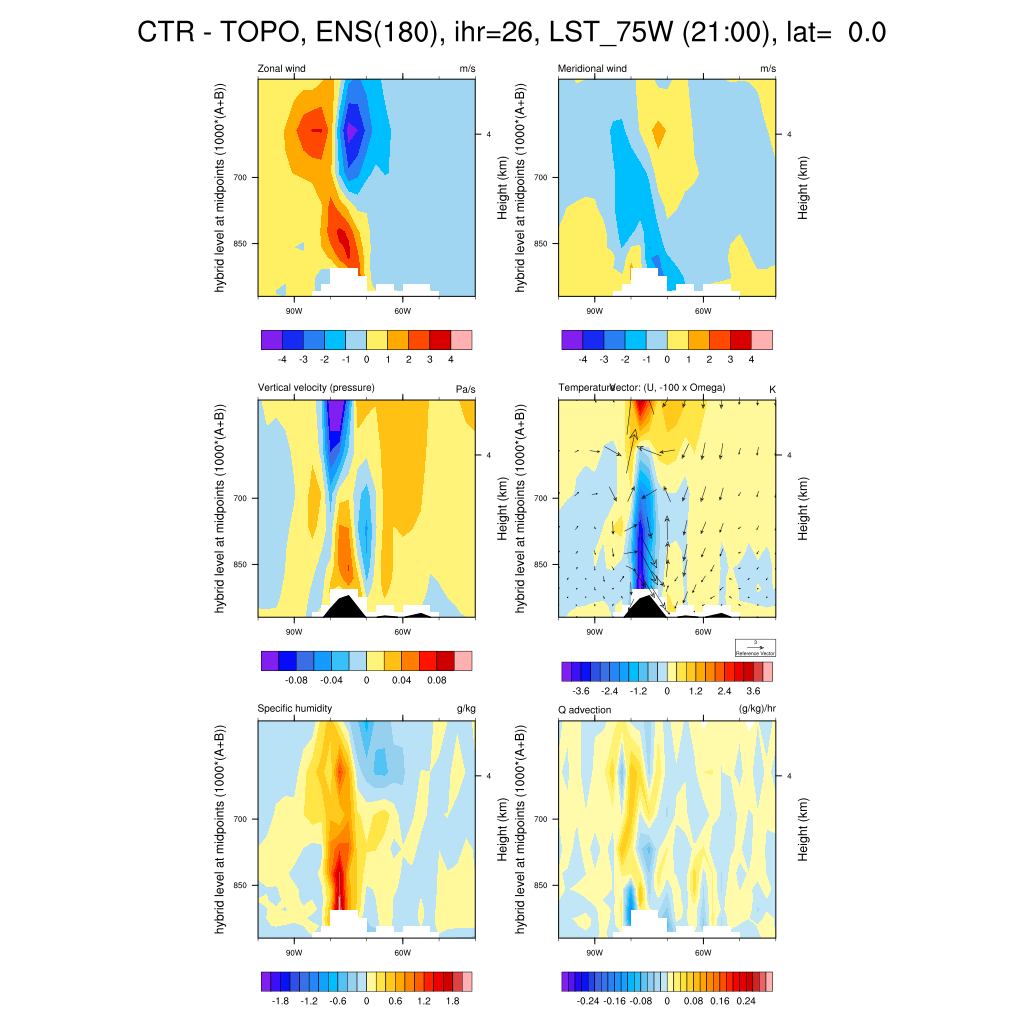 CTR - TOPO, ENS(180), ihr=26, LST_75W (21:00), lat= 0.0
Zonal wind m/s
hybrid level at midpoints (1000*(A+B))
700
850
4
Height (km)
90W 60W
-4 -3 -2 -1 0 1 2 3 4
Meridional wind m/s
hybrid level at midpoints (1000*(A+B))
700
850
4
Height (km)
90W 60W
-4 -3 -2 -1 0 1 2 3 4
Vertical velocity (pressure) Pa/s
hybrid level at midpoints (1000*(A+B))
700
850
4
Height (km)
90W 60W
-0.08 -0.04 0 0.04 0.08
Temperature Vector: (U, -100 x Omega) K
hybrid level at midpoints (1000*(A+B))
700
850
4
Height (km)
90W 60W
3
Reference Vector
-3.6 -2.4 -1.2 0 1.2 2.4 3.6
Specific humidity g/kg
hybrid level at midpoints (1000*(A+B))
700
850
4
Height (km)
90W 60W
-1.8 -1.2 -0.6 0 0.6 1.2 1.8
Q advection (g/kg)/hr
hybrid level at midpoints (1000*(A+B))
700
850
4
Height (km)
90W 60W
-0.24 -0.16 -0.08 0 0.08 0.16 0.24